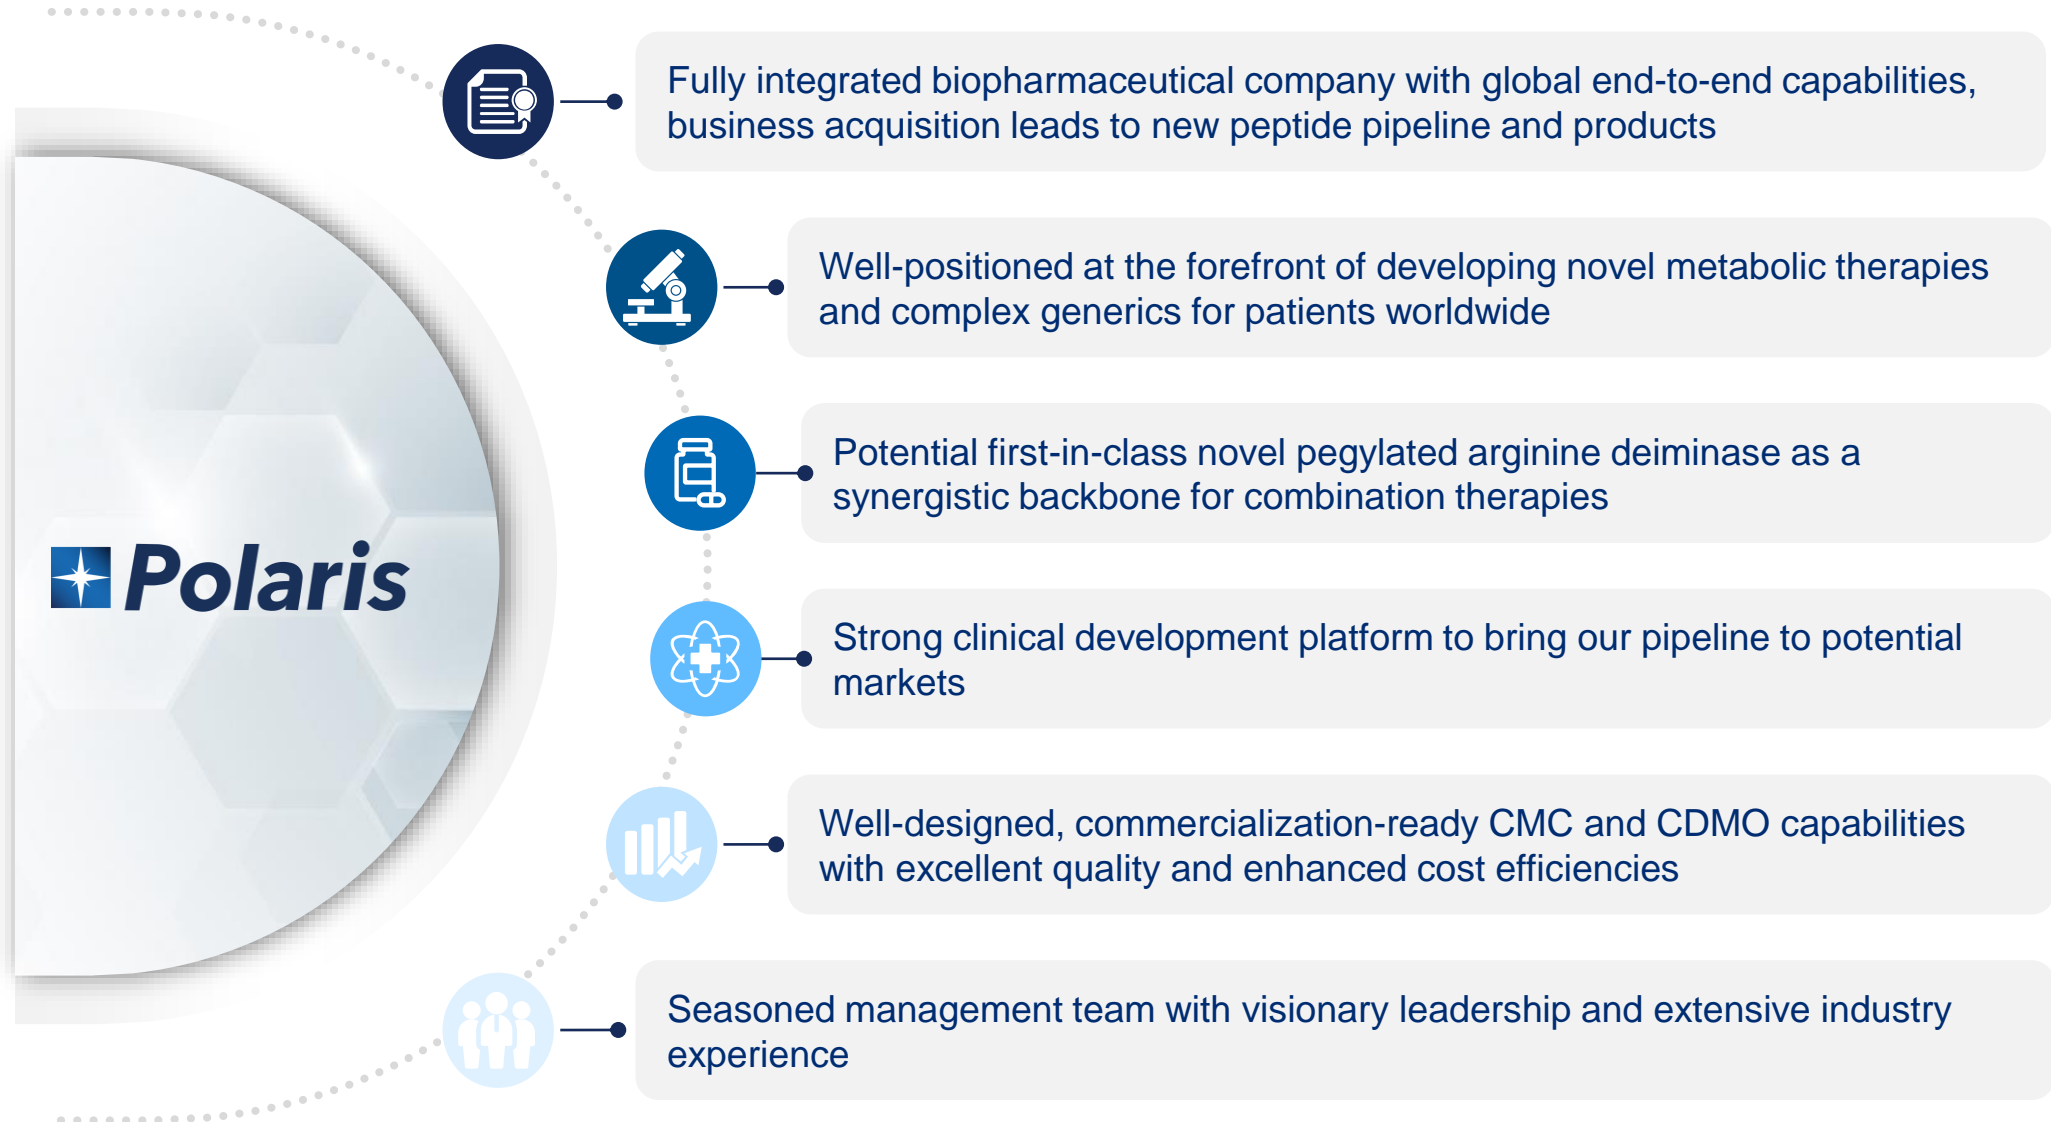 Fully integrated biopharmaceutical company with global end-to-end capabilities,
business acquisition leads to new peptide pipeline and products
Well-positioned at the forefront of developing novel metabolic therapies
and complex generics for patients worldwide
Potential first-in-class novel pegylated arginine deiminase as a
synergistic backbone for combination therapies
Polaris
Strong clinical development platform to bring our pipeline to potential
markets
Well-designed, commercialization-ready CMC and CDMO capabilities
with excellent quality and enhanced cost efficiencies
Seasoned management team with visionary leadership and extensive industry
experience